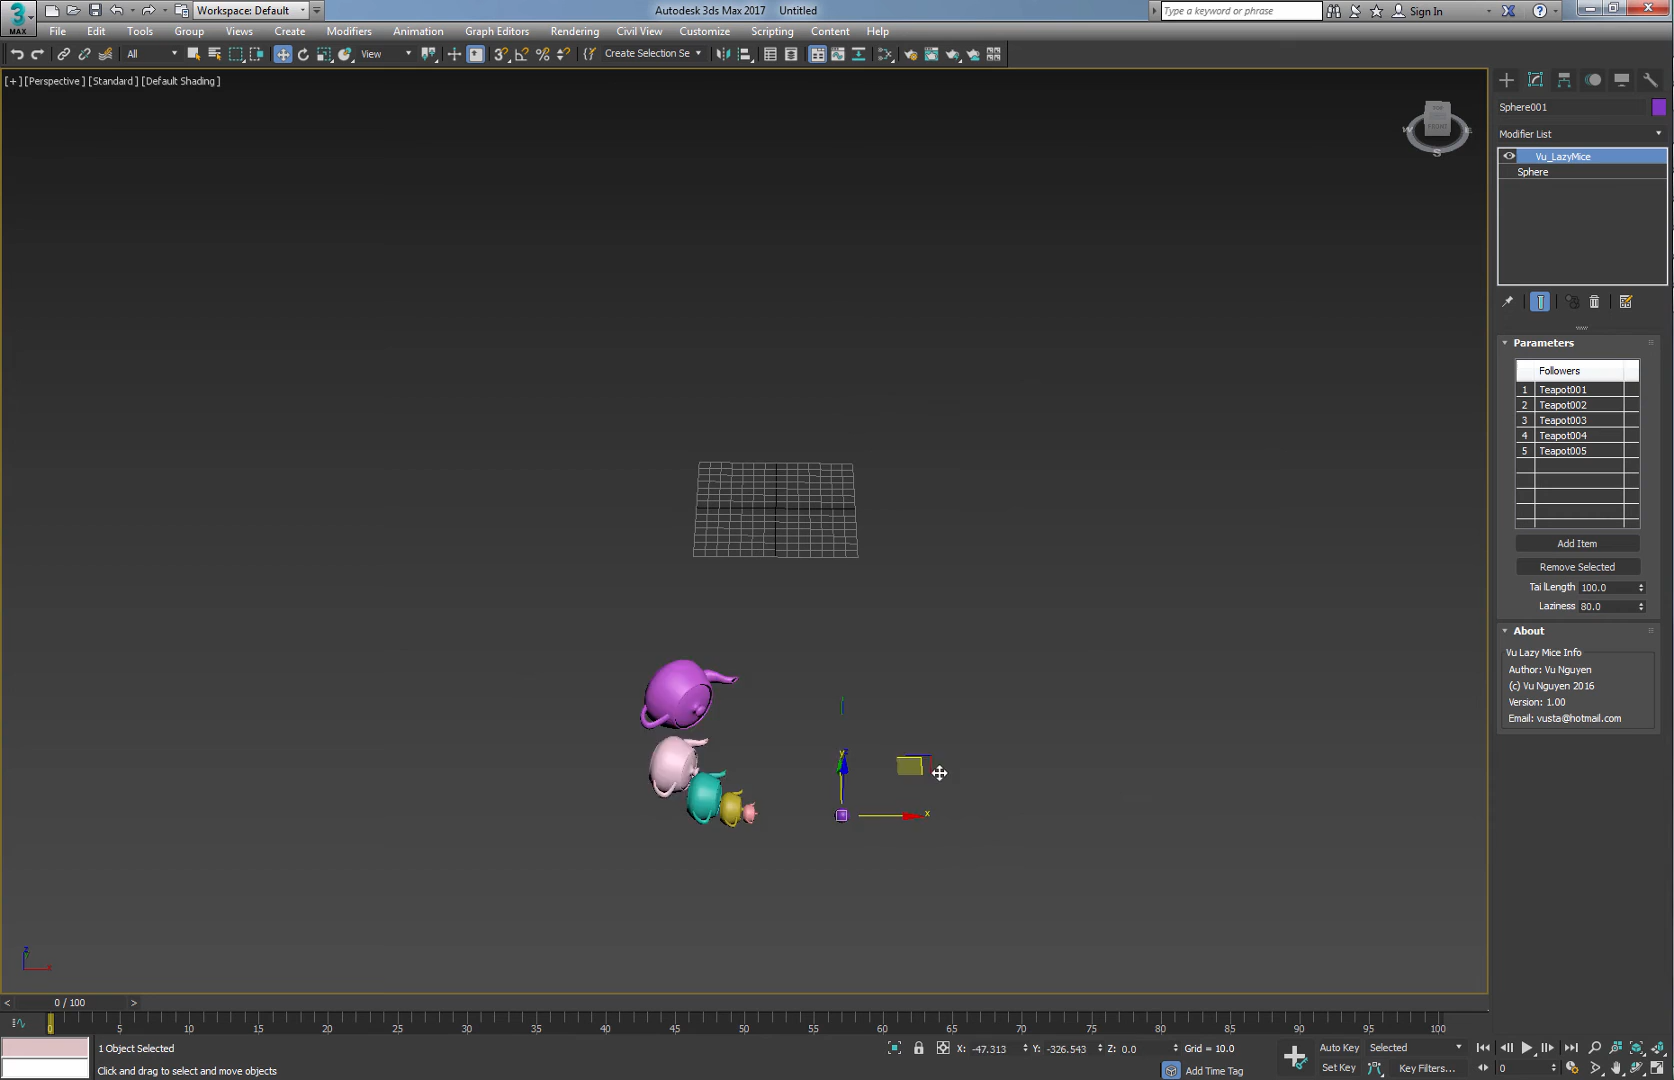 3 Workspace: Default Autodesk 3ds Max 2017 Untitled Type a keyword or phrase Sign In
MAX File Edit Tools Group Views Create Modifiers Animation Graph Editors Rendering Civil View Customize Scripting Content Help
All View 3 Create Selection Se
[+] [Perspective] [Standard] [Default Shading]
Sphere001
Modifier List
Vu_LazyMice
Sphere
TOP
FRONT
W E
S
Parameters
Followers
1 Teapot001
2 Teapot002
3 Teapot003
4 Teapot004
5 Teapot005
Add Item
Remove Selected
TailLength 100.0
Laziness 80.0
About
Vu Lazy Mice Info
Author: Vu Nguyen
(c) Vu Nguyen 2016
Version: 1.00
Email: vusta@hotmail.com
y
x
z
< 0 / 100 >
0 5 10 15 20 25 30 35 40 45 50 55 60 65 70 75 80 85 90 95 100
1 Object Selected X: -47.313 Y: -326.543 Z: 0.0 Grid = 10.0 Auto Key Selected
Click and drag to select and move objects Add Time Tag Set Key Key Filters... 0